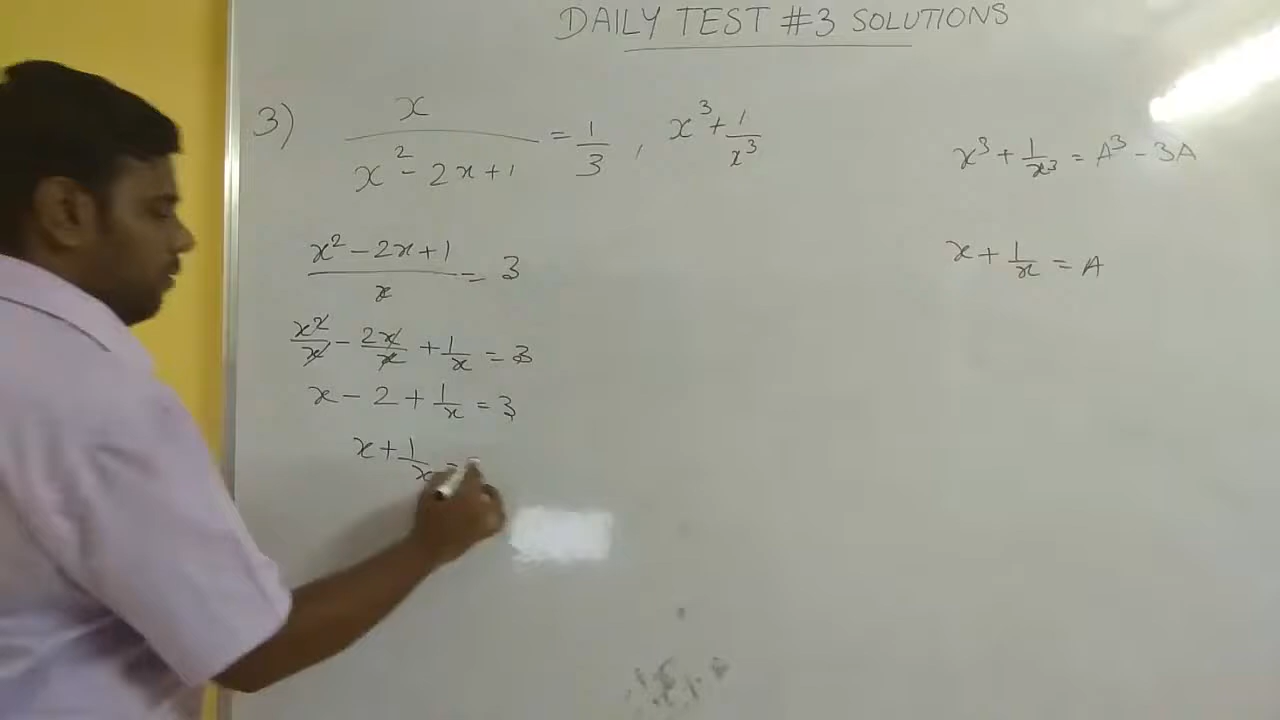 DAILY TEST #3 SOLUTIONS
3) x / (x² - 2x + 1) = 1/3 , x³ + 1/x³
x³ + 1/x³ = A³ - 3A
x + 1/x = A
(x² - 2x + 1) / x = 3
x²/x - 2x/x + 1/x = 3
x - 2 + 1/x = 3
x + 1/x =